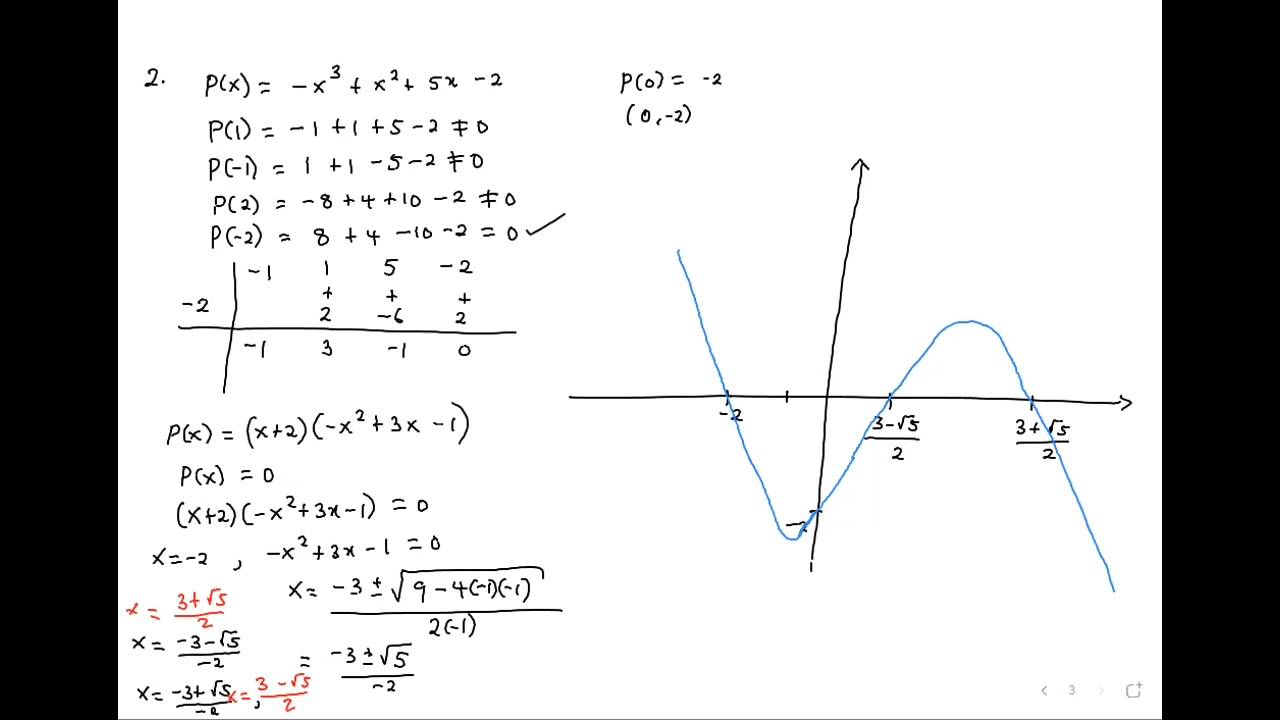 2. P(x) = -x³ + x² + 5x - 2
P(1) = -1 + 1 + 5 - 2 ≠ 0
P(-1) = 1 + 1 - 5 - 2 ≠ 0
P(2) = -8 + 4 + 10 - 2 ≠ 0
P(-2) = 8 + 4 - 10 - 2 = 0 ✓
-1 1 5 -2
+ + +
-2
2 -6 2
-1 3 -1 0
P(x) = (x+2)(-x² + 3x - 1)
P(x) = 0
(x+2)(-x² + 3x - 1) = 0
x = -2 , -x² + 3x - 1 = 0
x = (-3 ± √(9 - 4(-1)(-1))) / 2(-1)
= (-3 ± √5) / -2
x = (3 + √5) / 2
x = (-3 - √5) / -2
x = (-3 + √5) / -2 , x = (3 - √5) / 2
P(0) = -2
(0, -2)
-2
(3 - √5) / 2
(3 + √5) / 2
3